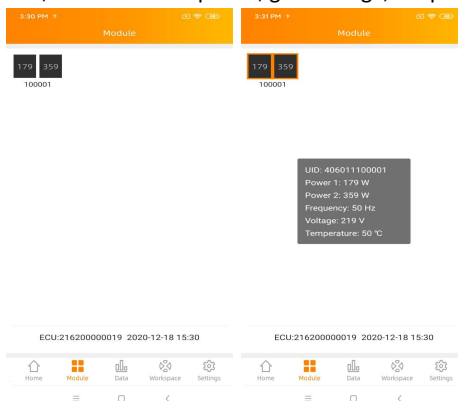 3:30 PM
Module
179 359
100001
ECU:216200000019 2020-12-18 15:30
Home Module Data Workspace Settings
3:31 PM
Module
179 359
100001
UID: 406011100001
Power 1: 179 W
Power 2: 359 W
Frequency: 50 Hz
Voltage: 219 V
Temperature: 50 ℃
ECU:216200000019 2020-12-18 15:30
Home Module Data Workspace Settings